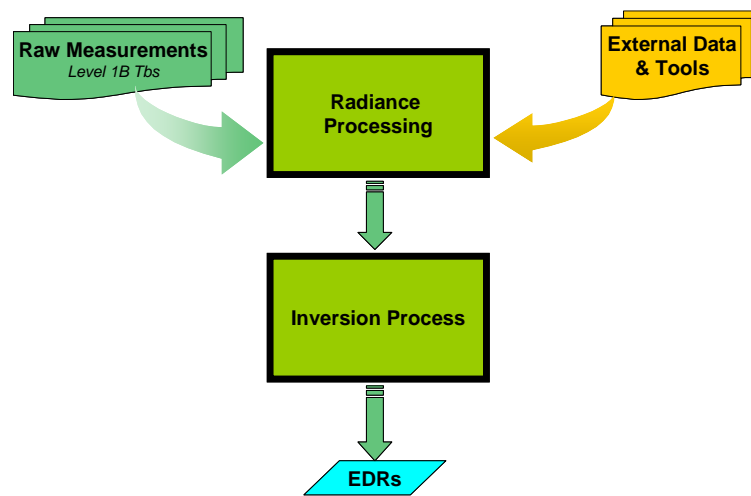 Raw Measurements
Level 1B Tbs
External Data
& Tools
Radiance
Processing
Inversion Process
EDRs